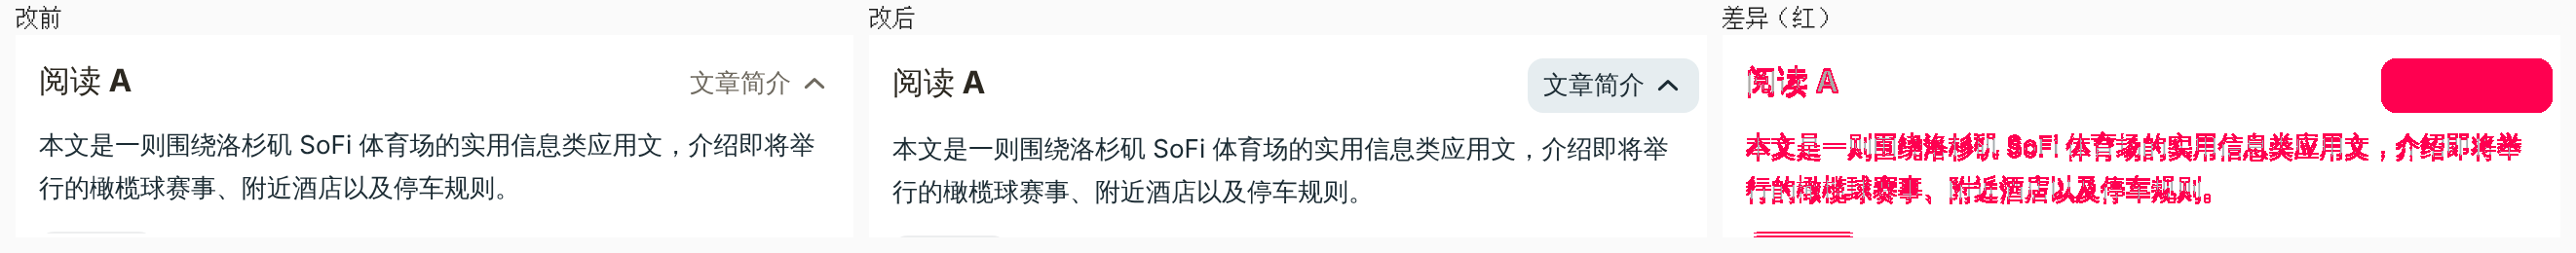 改前
阅读 A
文章简介
本文是一则围绕洛杉矶 SoFi 体育场的实用信息类应用文，介绍即将举
行的橄榄球赛事、附近酒店以及停车规则。
改后
阅读 A
文章简介
本文是一则围绕洛杉矶 SoFi 体育场的实用信息类应用文，介绍即将举
行的橄榄球赛事、附近酒店以及停车规则。
差异（红）
阅读 A
本文是一则围绕洛杉矶 SoFi 体育场的实用信息类应用文，介绍即将举
行的橄榄球赛事、附近酒店以及停车规则。